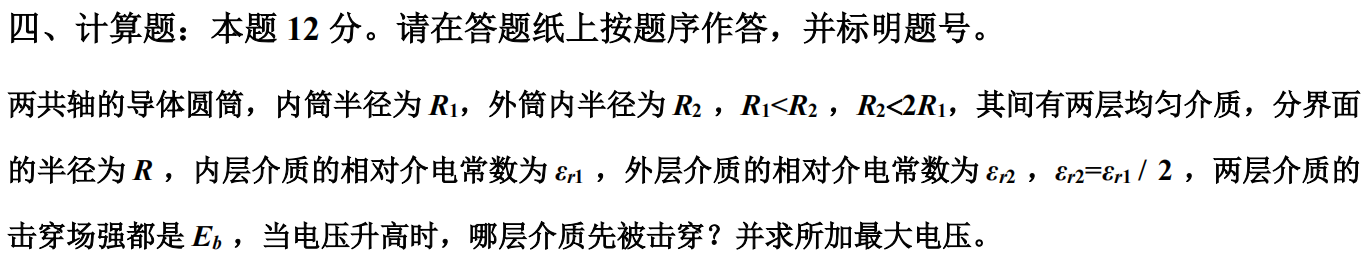 四、计算题：本题 12 分。请在答题纸上按题序作答，并标明题号。
两共轴的导体圆筒，内筒半径为 R₁，外筒内半径为 R₂ ，R₁<R₂ ，R₂<2R₁，其间有两层均匀介质，分界面
的半径为 R ，内层介质的相对介电常数为 εr1 ，外层介质的相对介电常数为 εr2 ，εr2=εr1 / 2 ，两层介质的
击穿场强都是 Eb ，当电压升高时，哪层介质先被击穿？并求所加最大电压。